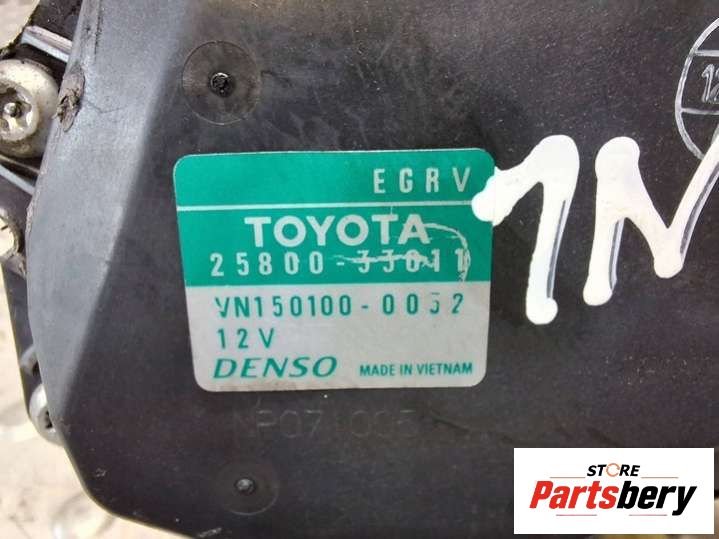 EGRV
TOYOTA
25800-33011
VN150100-0032
12V
DENSO MADE IN VIETNAM
1N
STORE
Partsbery